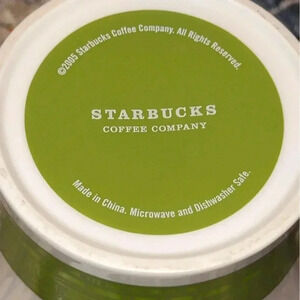 ©2005 Starbucks Coffee Company. All Rights Reserved.
STARBUCKS
COFFEE COMPANY
Made in China. Microwave and Dishwasher Safe.